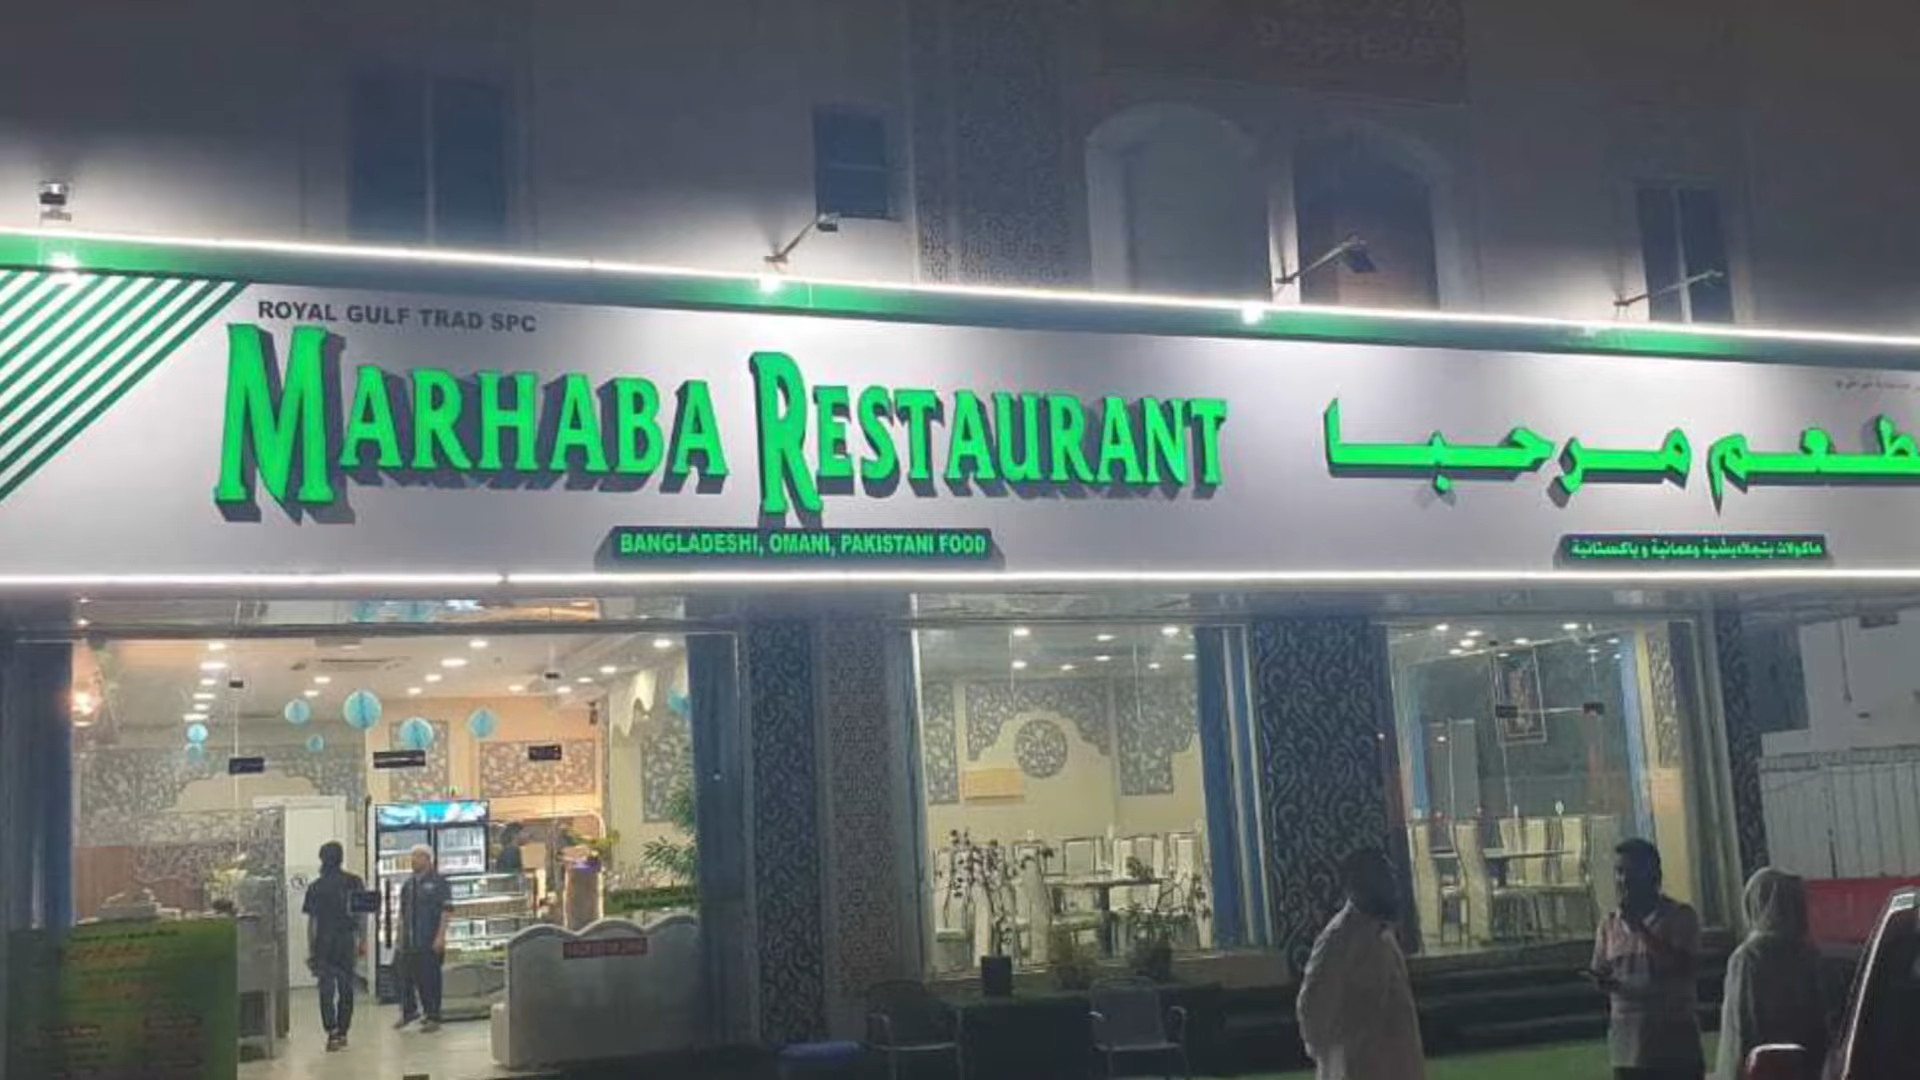 ROYAL GULF TRAD SPC
MARHABA RESTAURANT
طعم مرحبا
BANGLADESHI, OMANI, PAKISTANI FOOD
ماكولات بنجلاديشية وعمانية و باكستانية